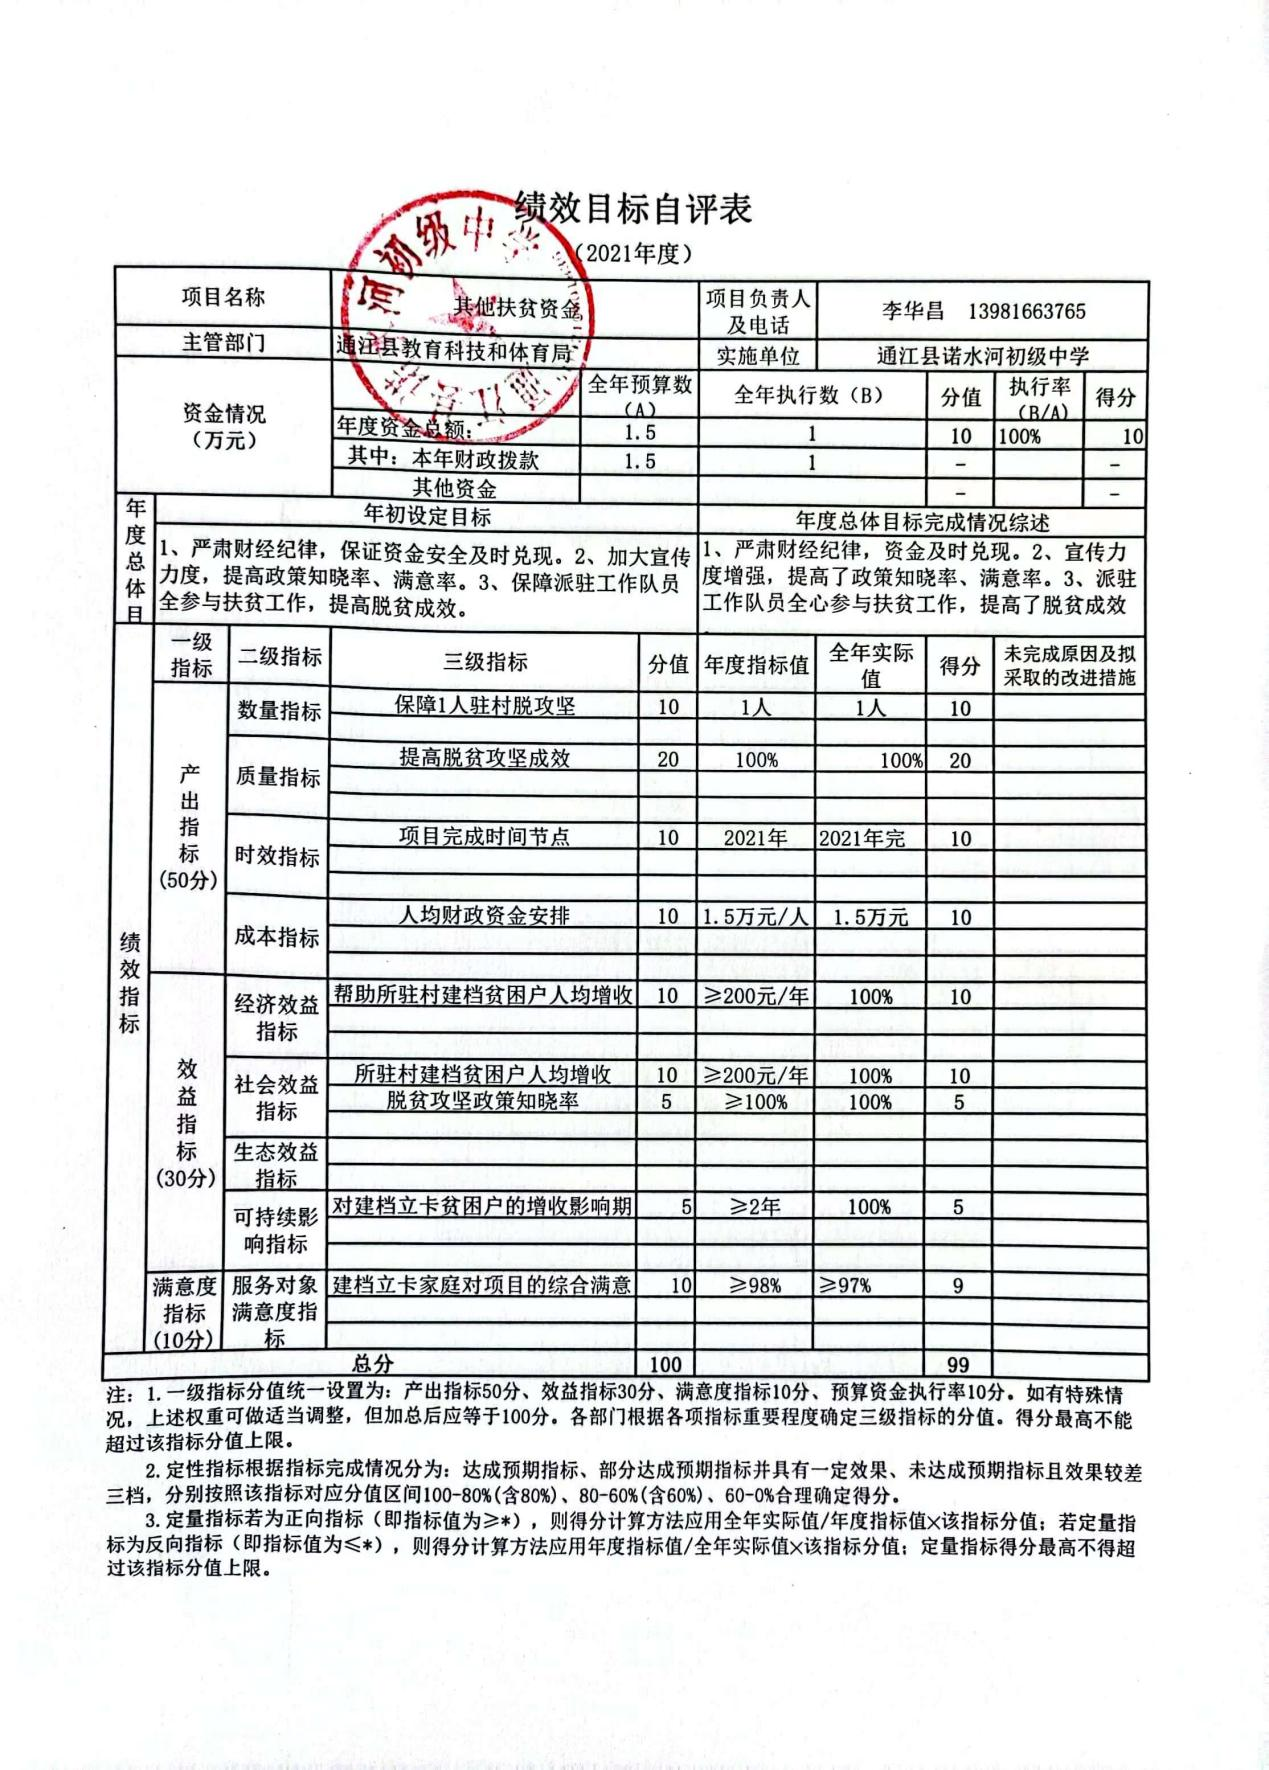 绩效目标自评表
（2021年度）
项目名称 其他扶贫资金 项目负责人及电话 李华昌 13981663765
主管部门 通江县教育科技和体育局 实施单位 通江县诺水河初级中学
资金情况（万元） 全年预算数（A） 全年执行数（B） 分值 执行率（B/A） 得分
年度资金总额： 1.5 1 10 100% 10
其中：本年财政拨款 1.5 1 － －
其他资金 － －
年度总体目 年初设定目标 年度总体目标完成情况综述
1、严肃财经纪律，保证资金安全及时兑现。2、加大宣传
力度，提高政策知晓率、满意率。3、保障派驻工作队员
全参与扶贫工作，提高脱贫成效。
1、严肃财经纪律，资金及时兑现。2、宣传力
度增强，提高了政策知晓率、满意率。3、派驻
工作队员全心参与扶贫工作，提高了脱贫成效
绩效指标
一级指标 二级指标 三级指标 分值 年度指标值 全年实际值 得分 未完成原因及拟采取的改进措施
产出指标(50分) 数量指标 保障1人驻村脱攻坚 10 1人 1人 10
质量指标 提高脱贫攻坚成效 20 100% 100% 20
时效指标 项目完成时间节点 10 2021年 2021年完 10
成本指标 人均财政资金安排 10 1.5万元/人 1.5万元 10
效益指标(30分) 经济效益指标 帮助所驻村建档贫困户人均增收 10 ≥200元/年 100% 10
社会效益指标 所驻村建档贫困户人均增收 10 ≥200元/年 100% 10
脱贫攻坚政策知晓率 5 ≥100% 100% 5
生态效益指标
可持续影响指标 对建档立卡贫困户的增收影响期 5 ≥2年 100% 5
满意度指标(10分) 服务对象满意度指标 建档立卡家庭对项目的综合满意 10 ≥98% ≥97% 9
总分 100 99
注：1.一级指标分值统一设置为：产出指标50分、效益指标30分、满意度指标10分、预算资金执行率10分。如有特殊情
况，上述权重可做适当调整，但加总后应等于100分。各部门根据各项指标重要程度确定三级指标的分值。得分最高不能
超过该指标分值上限。
2.定性指标根据指标完成情况分为：达成预期指标、部分达成预期指标并具有一定效果、未达成预期指标且效果较差
三档，分别按照该指标对应分值区间100-80%(含80%)、80-60%(含60%)、60-0%合理确定得分。
3.定量指标若为正向指标（即指标值为≥*），则得分计算方法应用全年实际值/年度指标值×该指标分值；若定量指
标为反向指标（即指标值为≤*），则得分计算方法应用年度指标值/全年实际值×该指标分值；定量指标得分最高不得超
过该指标分值上限。